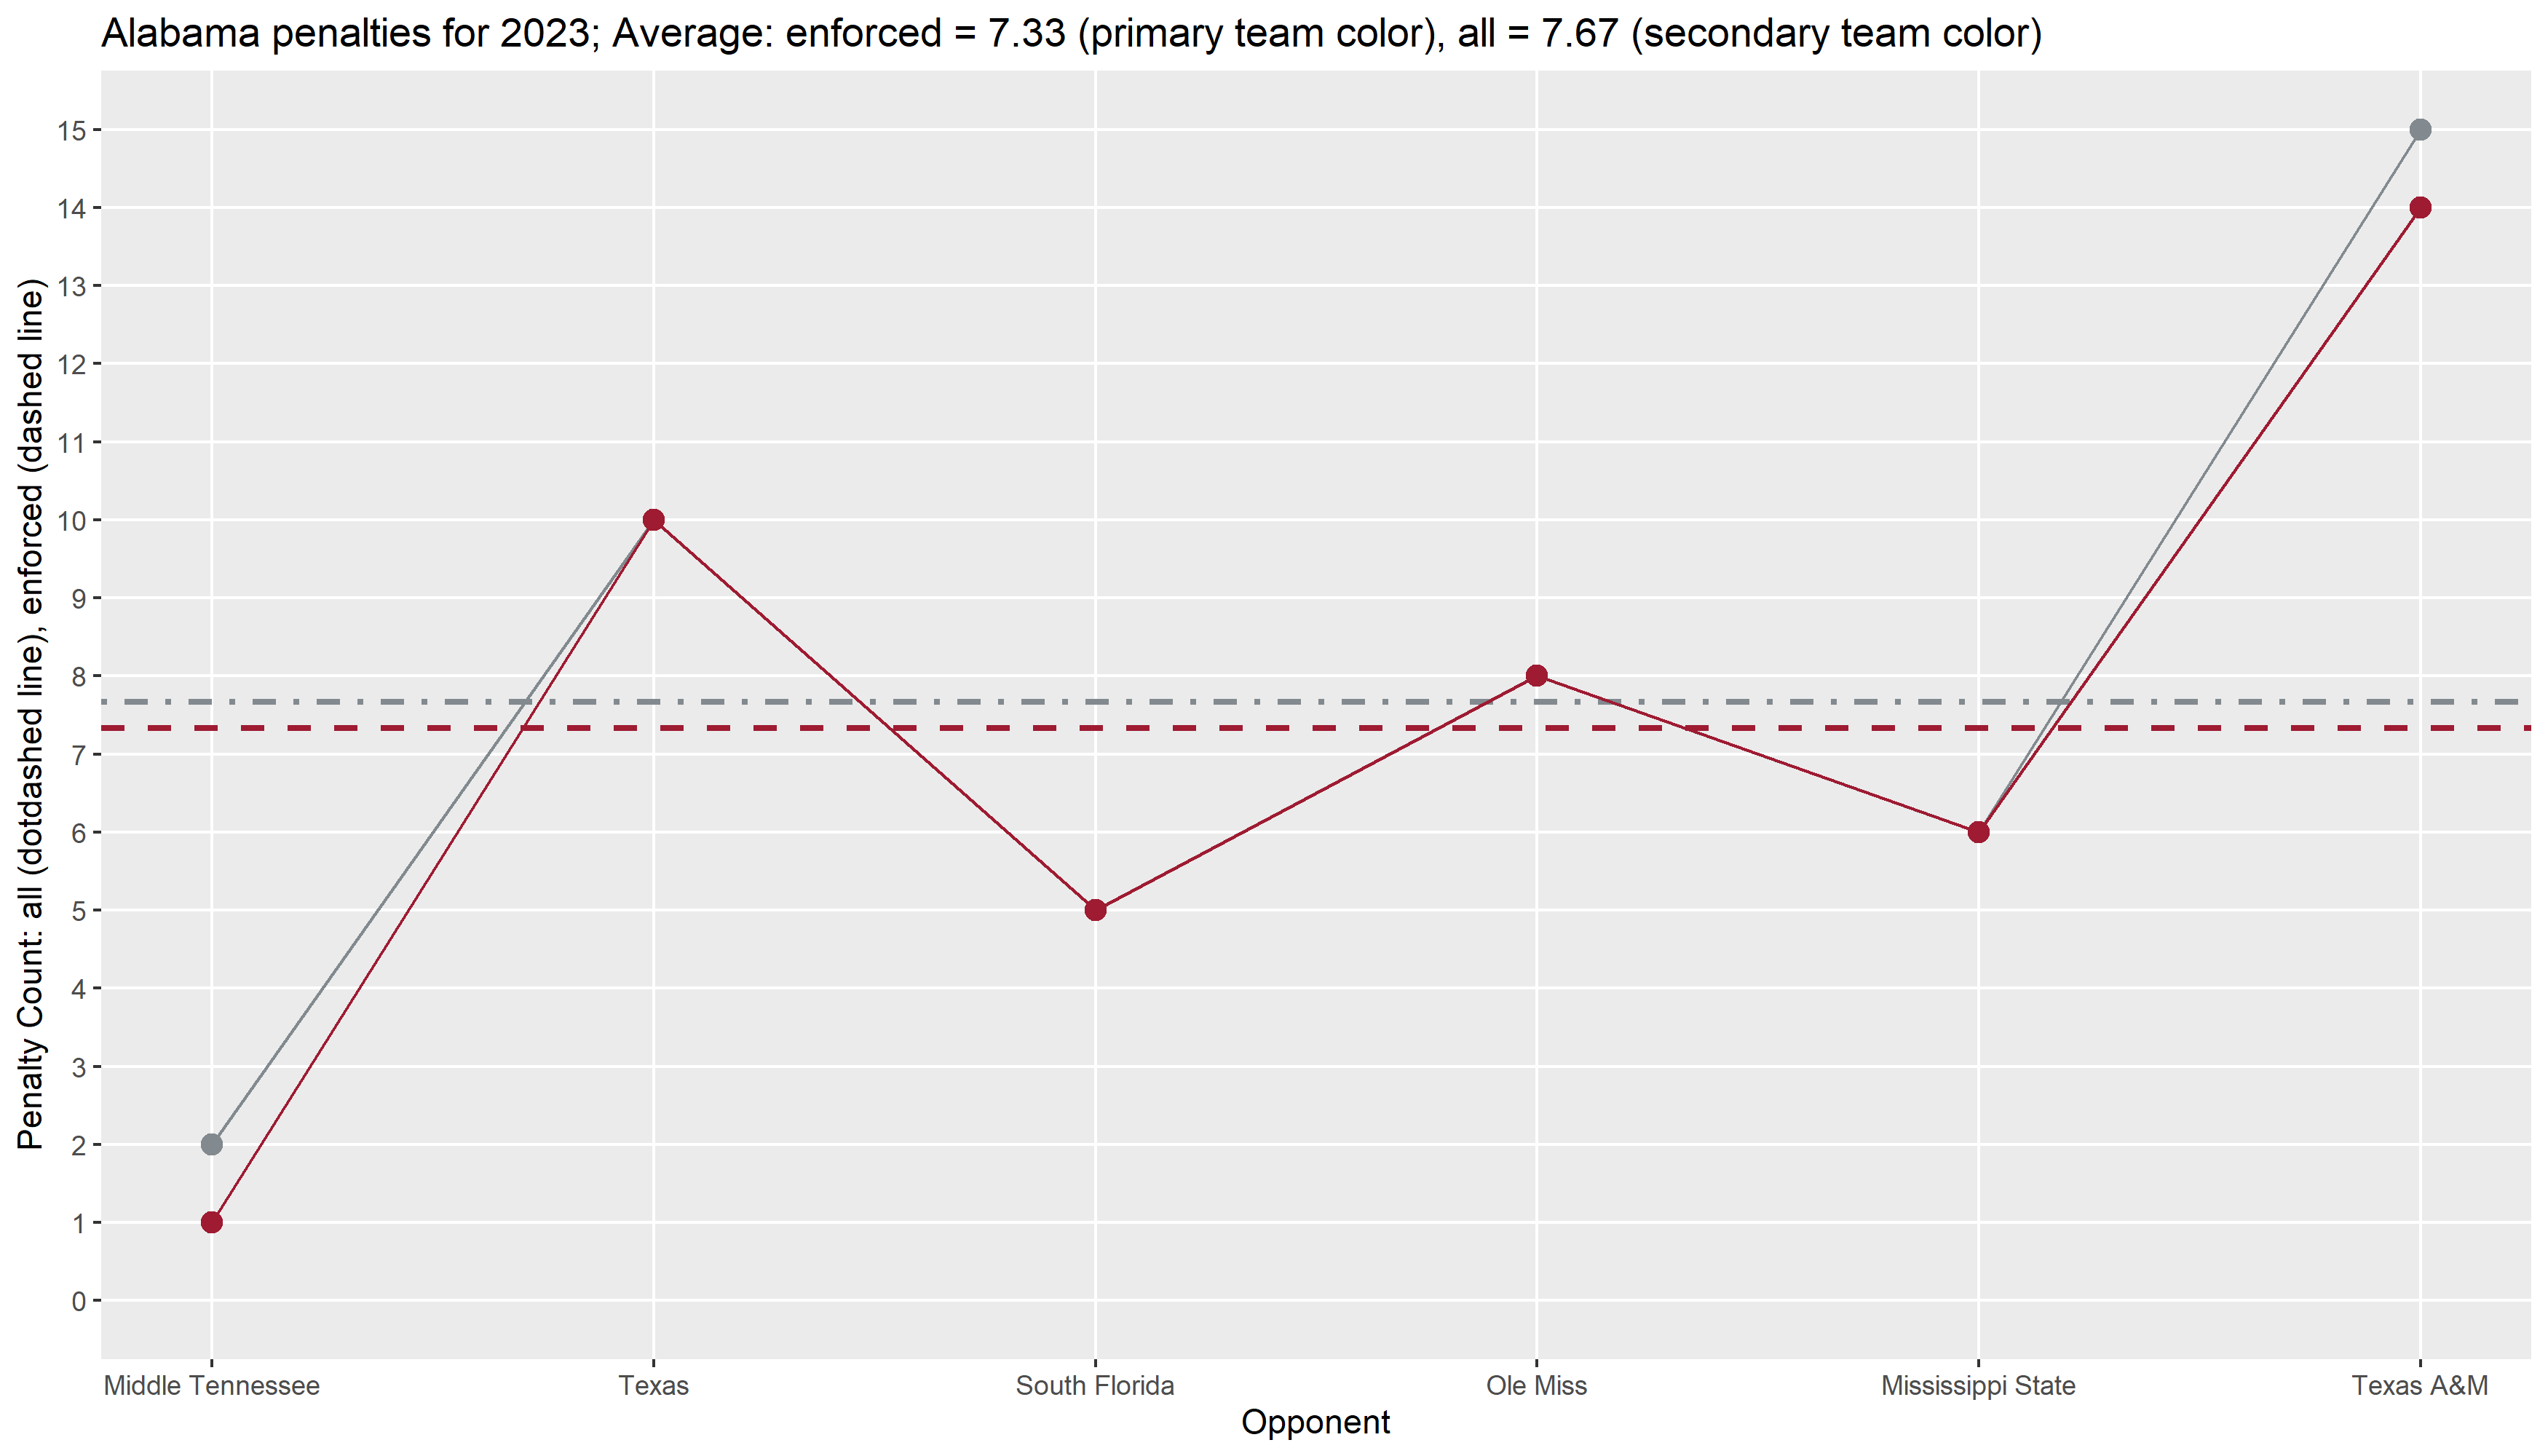 Alabama penalties for 2023; Average: enforced = 7.33 (primary team color), all = 7.67 (secondary team color)
Penalty Count: all (dotdashed line), enforced (dashed line)
15
14
13
12
11
10
9
8
7
6
5
4
3
2
1
0
Middle Tennessee
Texas
South Florida
Ole Miss
Mississippi State
Texas A&M
Opponent